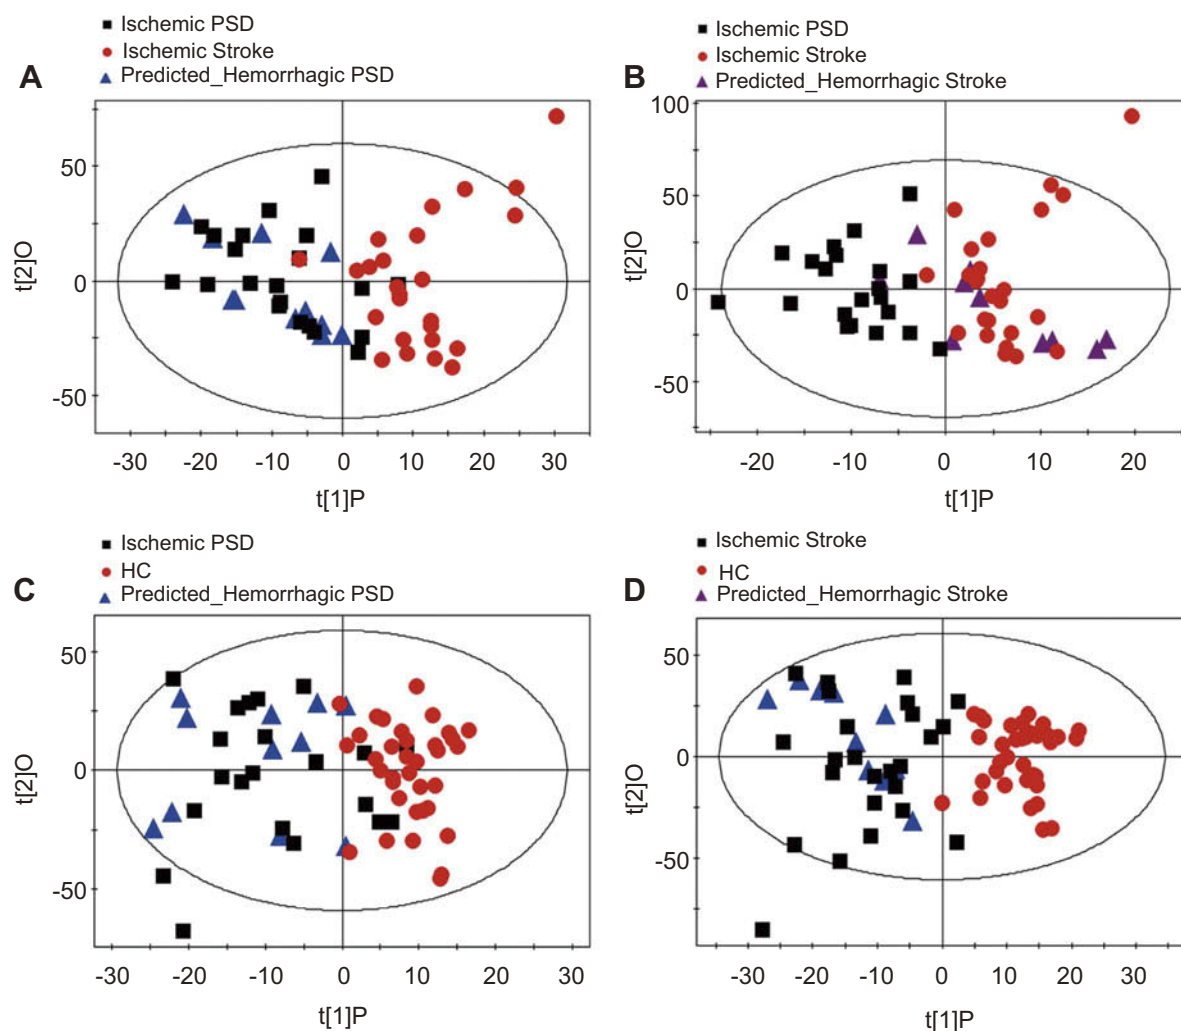 A
Ischemic PSD
Ischemic Stroke
Predicted_Hemorrhagic PSD
50
0
-50
t[2]O
-30
-20
-10
0
10
20
30
t[1]P
B
Ischemic PSD
Ischemic Stroke
Predicted_Hemorrhagic Stroke
100
50
0
-50
t[2]O
-20
-10
0
10
20
t[1]P
C
Ischemic PSD
HC
Predicted_Hemorrhagic PSD
50
0
-50
t[2]O
-30
-20
-10
0
10
20
30
t[1]P
D
Ischemic Stroke
HC
Predicted_Hemorrhagic Stroke
50
0
-50
t[2]O
-30
-20
-10
0
10
20
30
t[1]P